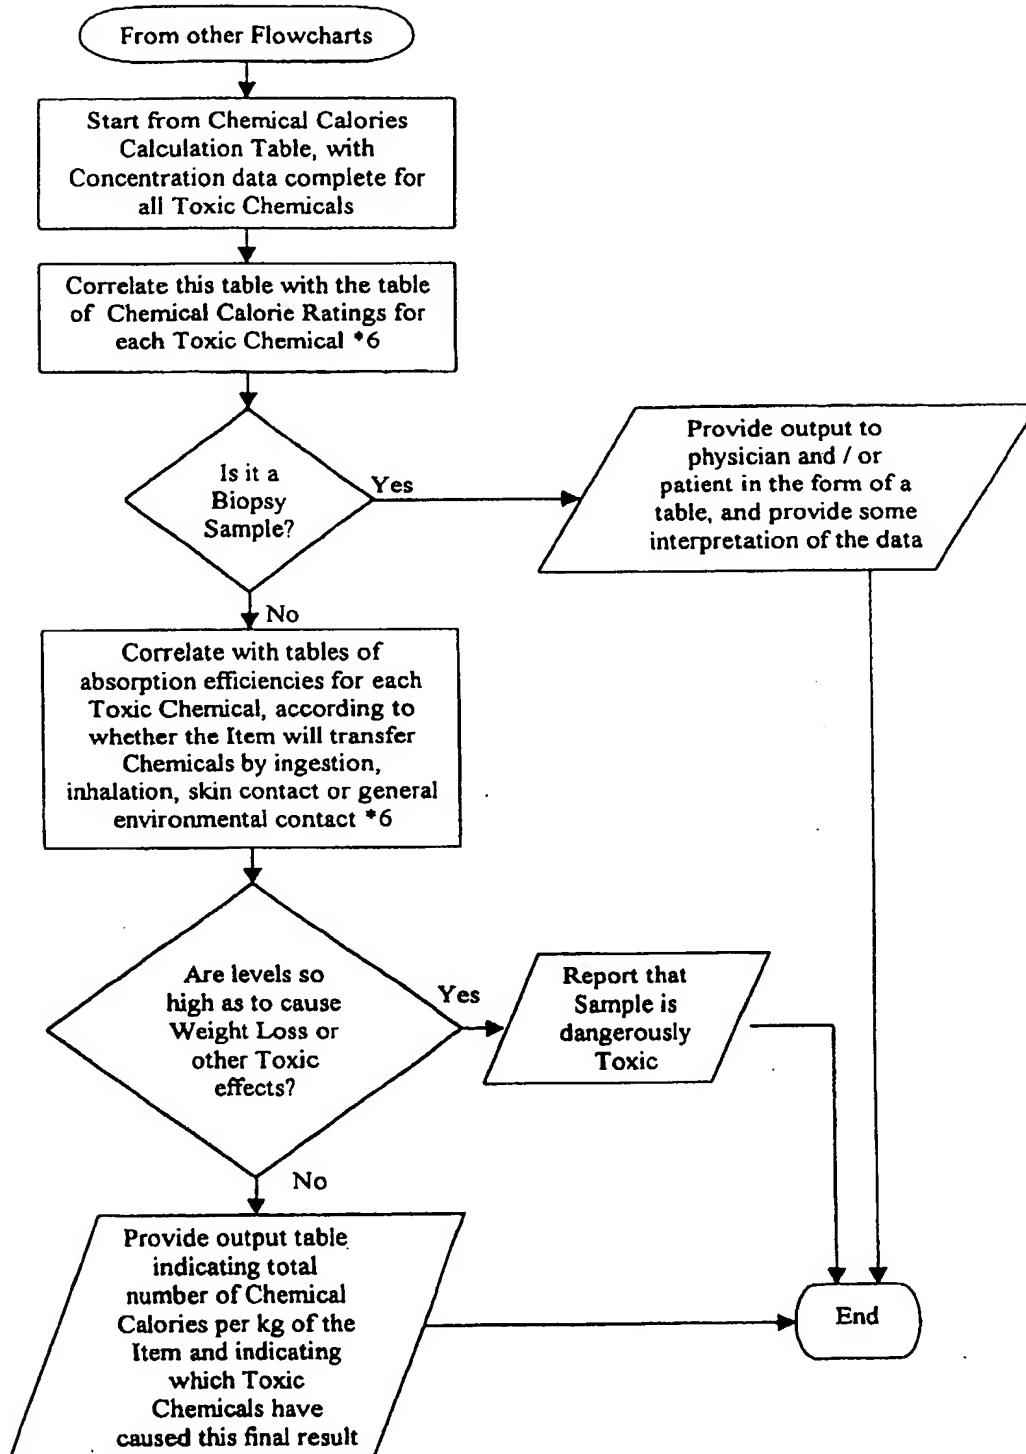 From other Flowcharts
Start from Chemical Calories
Calculation Table, with
Concentration data complete for
all Toxic Chemicals
Correlate this table with the table
of Chemical Calorie Ratings for
each Toxic Chemical *6
Is it a
Biopsy
Sample?
Yes
Provide output to
physician and / or
patient in the form of a
table, and provide some
interpretation of the data
No
Correlate with tables of
absorption efficiencies for each
Toxic Chemical, according to
whether the Item will transfer
Chemicals by ingestion,
inhalation, skin contact or general
environmental contact *6
Are levels so
high as to cause
Weight Loss or
other Toxic
effects?
Yes
Report that
Sample is
dangerously
Toxic
No
Provide output table
indicating total
number of Chemical
Calories per kg of the
Item and indicating
which Toxic
Chemicals have
caused this final result
End